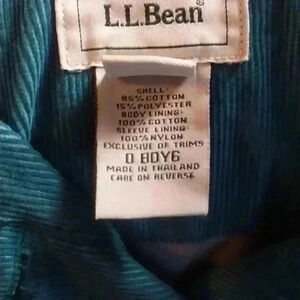 L.L.Bean®
SHELL:
85% COTTON
15% POLYESTER
BODY LINING:
100% COTTON
SLEEVE LINING:
100% NYLON
EXCLUSIVE OF TRIMS
0 BOY6
MADE IN THAILAND
CARE ON REVERSE